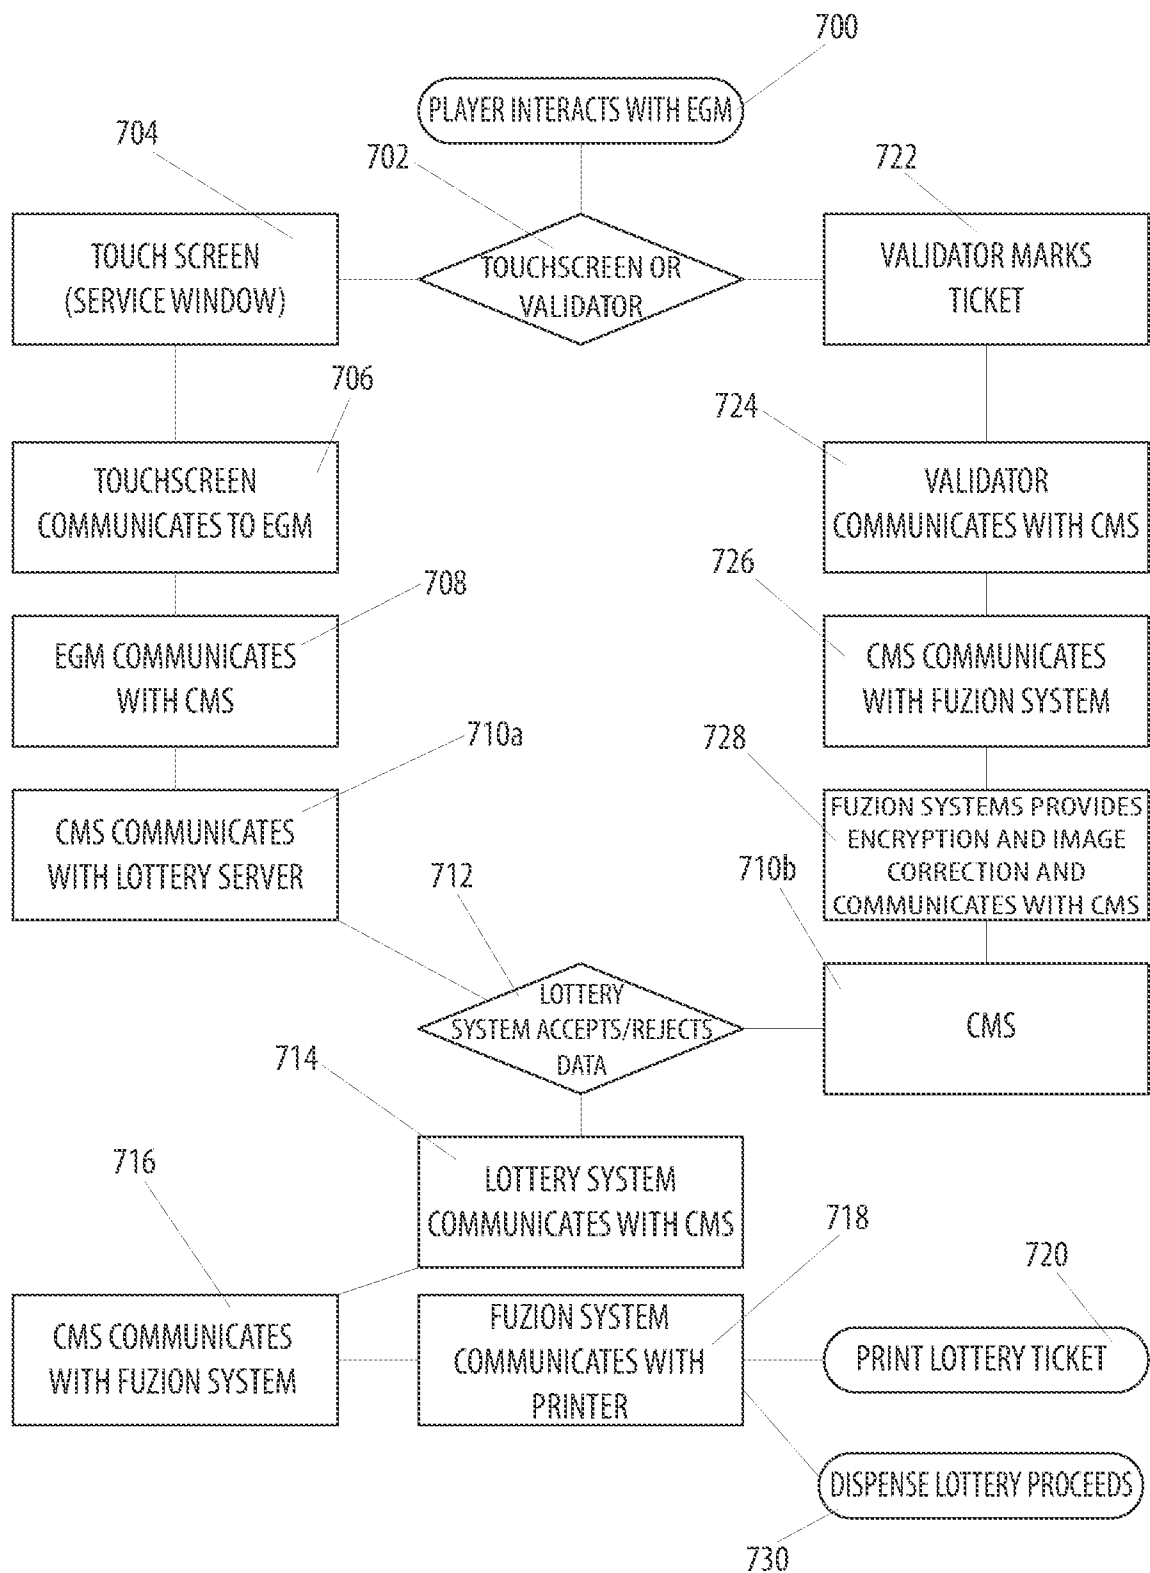 700
PLAYER INTERACTS WITH EGM
704
702
722
TOUCH SCREEN
(SERVICE WINDOW)
TOUCHSCREEN OR
VALIDATOR
VALIDATOR MARKS
TICKET
706
724
TOUCHSCREEN
COMMUNICATES TO EGM
VALIDATOR
COMMUNICATES WITH CMS
708
726
EGM COMMUNICATES
WITH CMS
CMS COMMUNICATES
WITH FUZION SYSTEM
710a
728
CMS COMMUNICATES
WITH LOTTERY SERVER
FUZION SYSTEMS PROVIDES
ENCRYPTION AND IMAGE
CORRECTION AND
COMMUNICATES WITH CMS
712
710b
LOTTERY
SYSTEM ACCEPTS/REJECTS
DATA
CMS
714
LOTTERY SYSTEM
COMMUNICATES WITH CMS
716
718
720
CMS COMMUNICATES
WITH FUZION SYSTEM
FUZION SYSTEM
COMMUNICATES WITH
PRINTER
PRINT LOTTERY TICKET
DISPENSE LOTTERY PROCEEDS
730